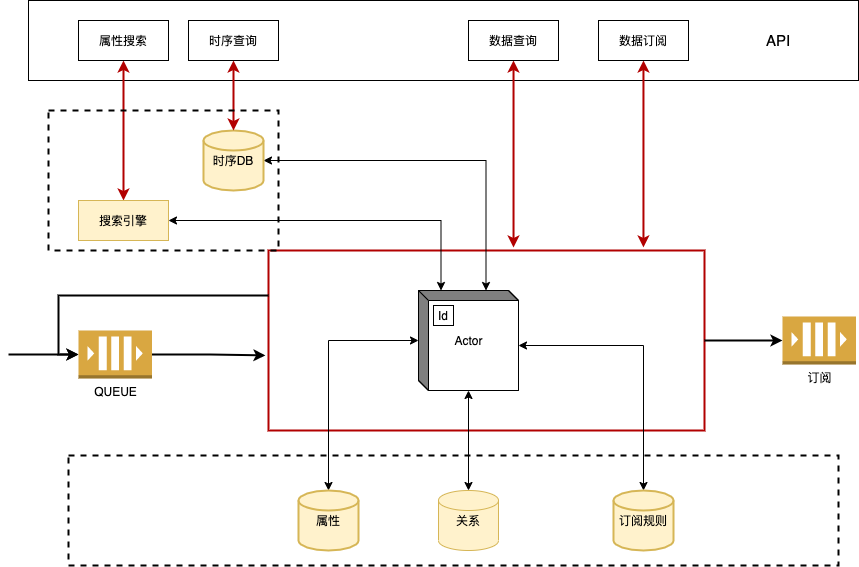 属性搜索
时序查询
数据查询
数据订阅
API
时序DB
搜索引擎
Id
Actor
QUEUE
订阅
属性
关系
订阅规则